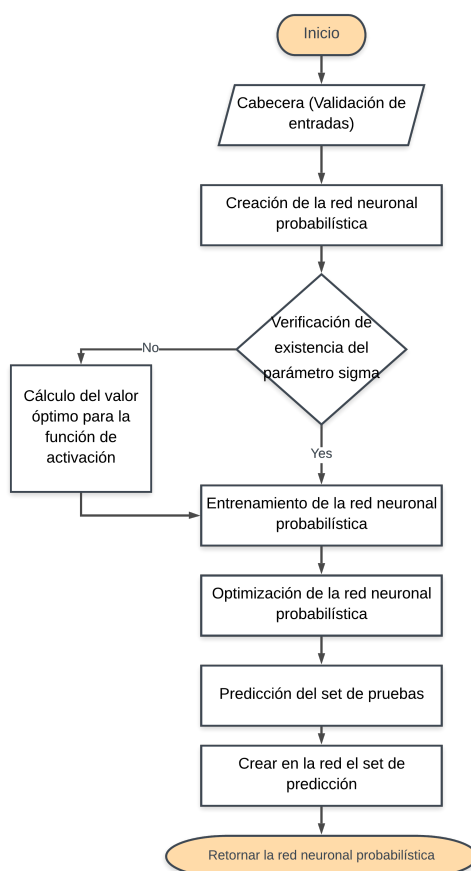 Inicio
Cabecera (Validación de
entradas)
Creación de la red neuronal
probabilística
Verificación de
existencia del
parámetro sigma
No
Cálculo del valor
óptimo para la
función de
activación
Yes
Entrenamiento de la red neuronal
probabilística
Optimización de la red neuronal
probabilística
Predicción del set de pruebas
Crear en la red el set de
predicción
Retornar la red neuronal probabilística